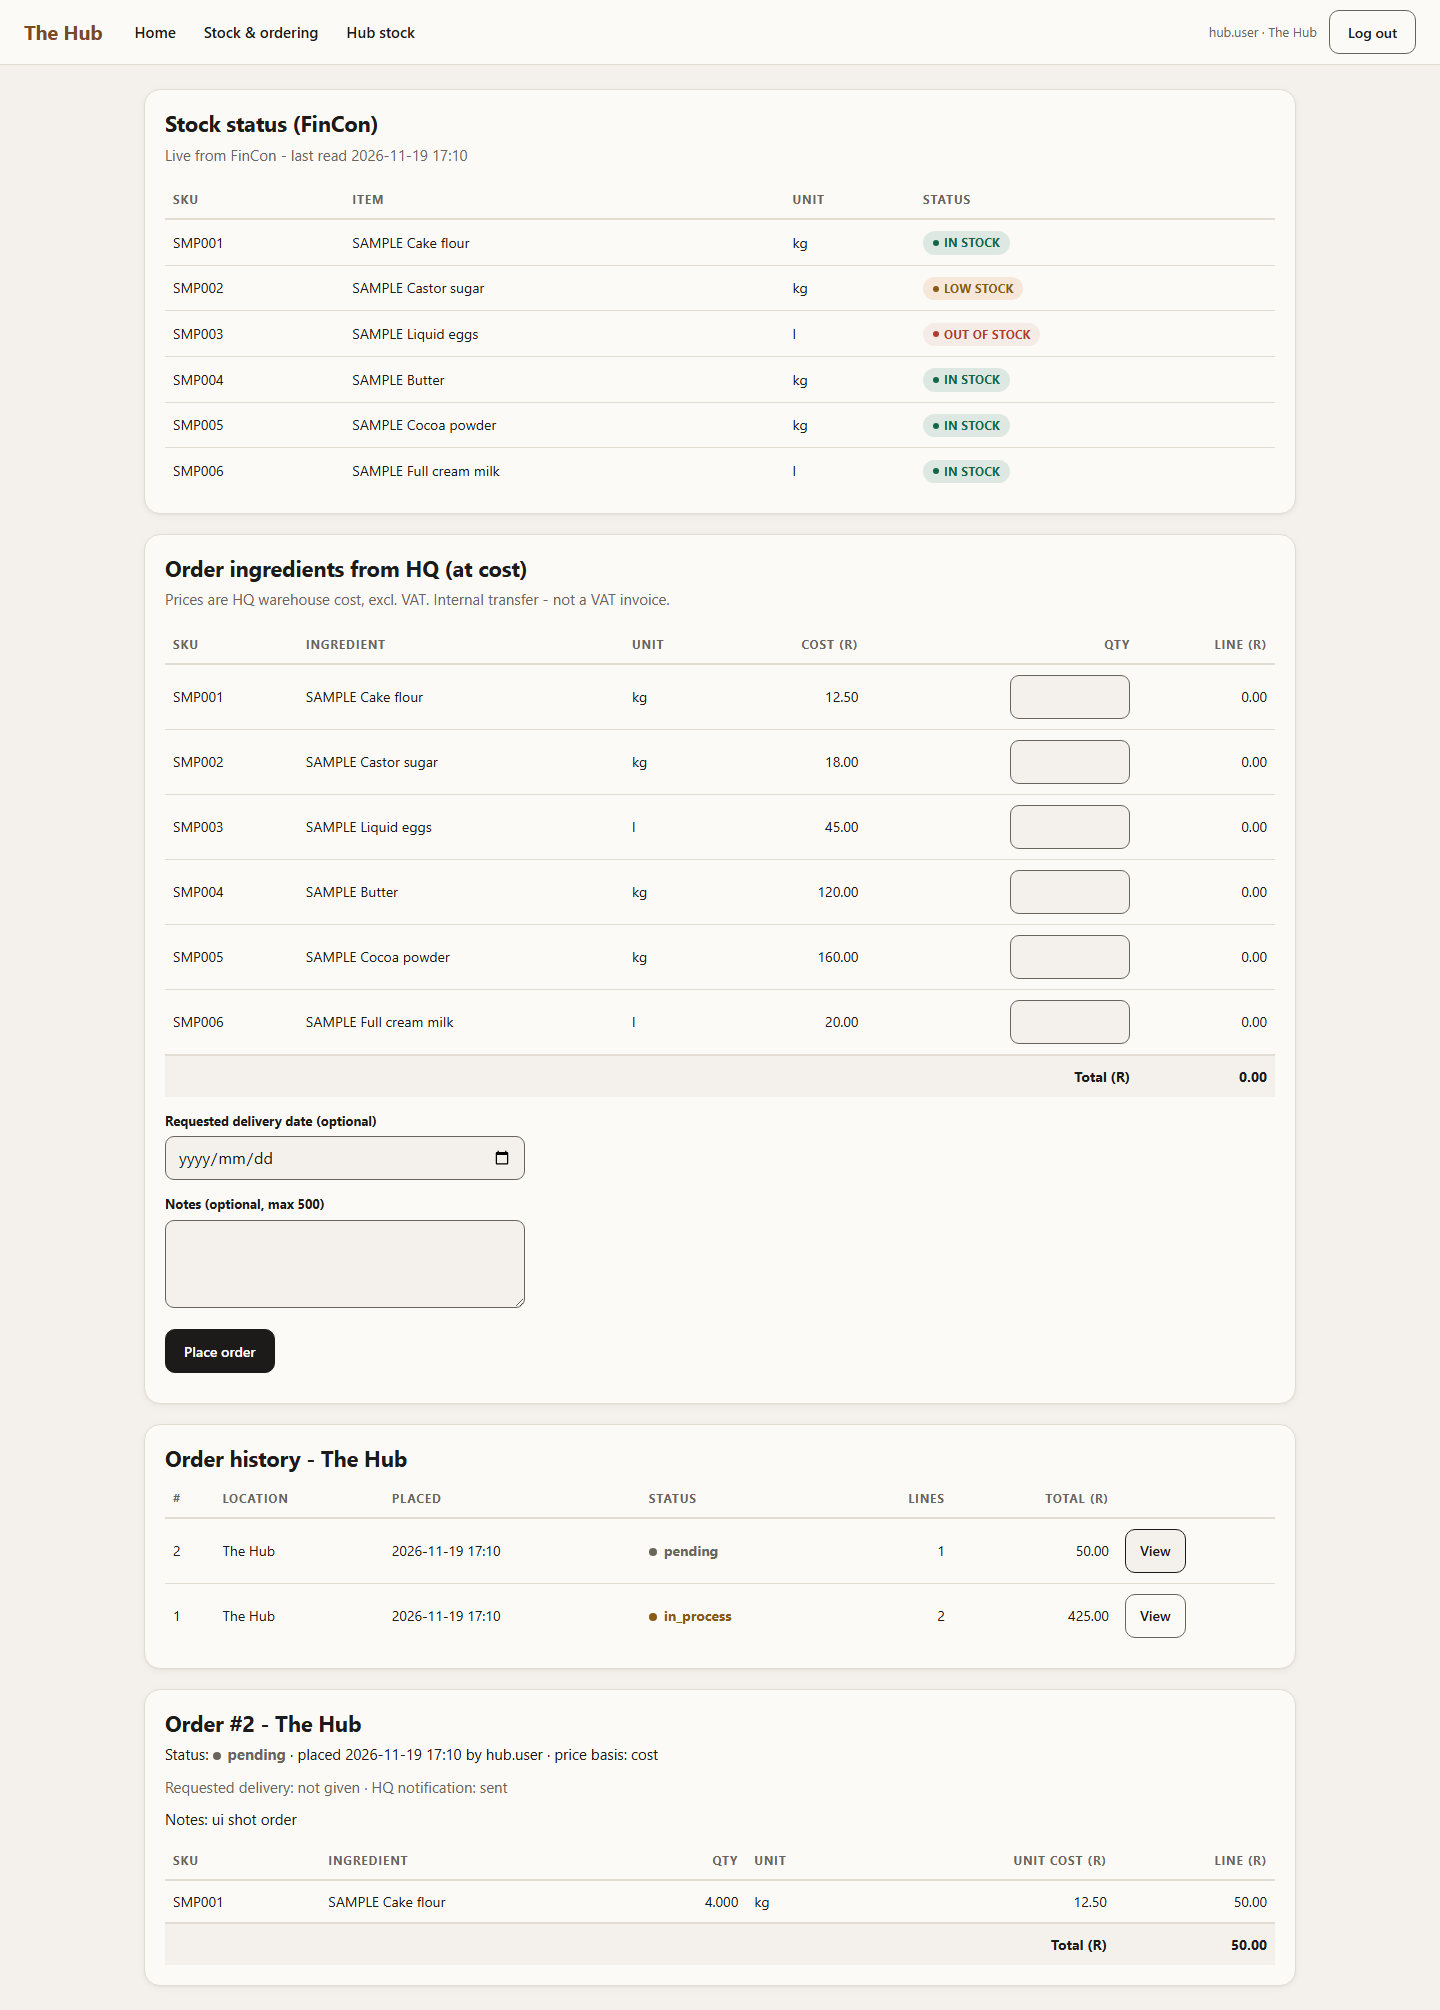 The Hub Home Stock & ordering Hub stock hub.user · The Hub Log out
Stock status (FinCon)
Live from FinCon - last read 2026-11-19 17:10
SKU ITEM UNIT STATUS
SMP001 SAMPLE Cake flour kg IN STOCK
SMP002 SAMPLE Castor sugar kg LOW STOCK
SMP003 SAMPLE Liquid eggs l OUT OF STOCK
SMP004 SAMPLE Butter kg IN STOCK
SMP005 SAMPLE Cocoa powder kg IN STOCK
SMP006 SAMPLE Full cream milk l IN STOCK
Order ingredients from HQ (at cost)
Prices are HQ warehouse cost, excl. VAT. Internal transfer - not a VAT invoice.
SKU INGREDIENT UNIT COST (R) QTY LINE (R)
SMP001 SAMPLE Cake flour kg 12.50 0.00
SMP002 SAMPLE Castor sugar kg 18.00 0.00
SMP003 SAMPLE Liquid eggs l 45.00 0.00
SMP004 SAMPLE Butter kg 120.00 0.00
SMP005 SAMPLE Cocoa powder kg 160.00 0.00
SMP006 SAMPLE Full cream milk l 20.00 0.00
Total (R) 0.00
Requested delivery date (optional)
yyyy/mm/dd
Notes (optional, max 500)
Place order
Order history - The Hub
# LOCATION PLACED STATUS LINES TOTAL (R)
2 The Hub 2026-11-19 17:10 pending 1 50.00 View
1 The Hub 2026-11-19 17:10 in_process 2 425.00 View
Order #2 - The Hub
Status: pending · placed 2026-11-19 17:10 by hub.user · price basis: cost
Requested delivery: not given · HQ notification: sent
Notes: ui shot order
SKU INGREDIENT QTY UNIT UNIT COST (R) LINE (R)
SMP001 SAMPLE Cake flour 4.000 kg 12.50 50.00
Total (R) 50.00